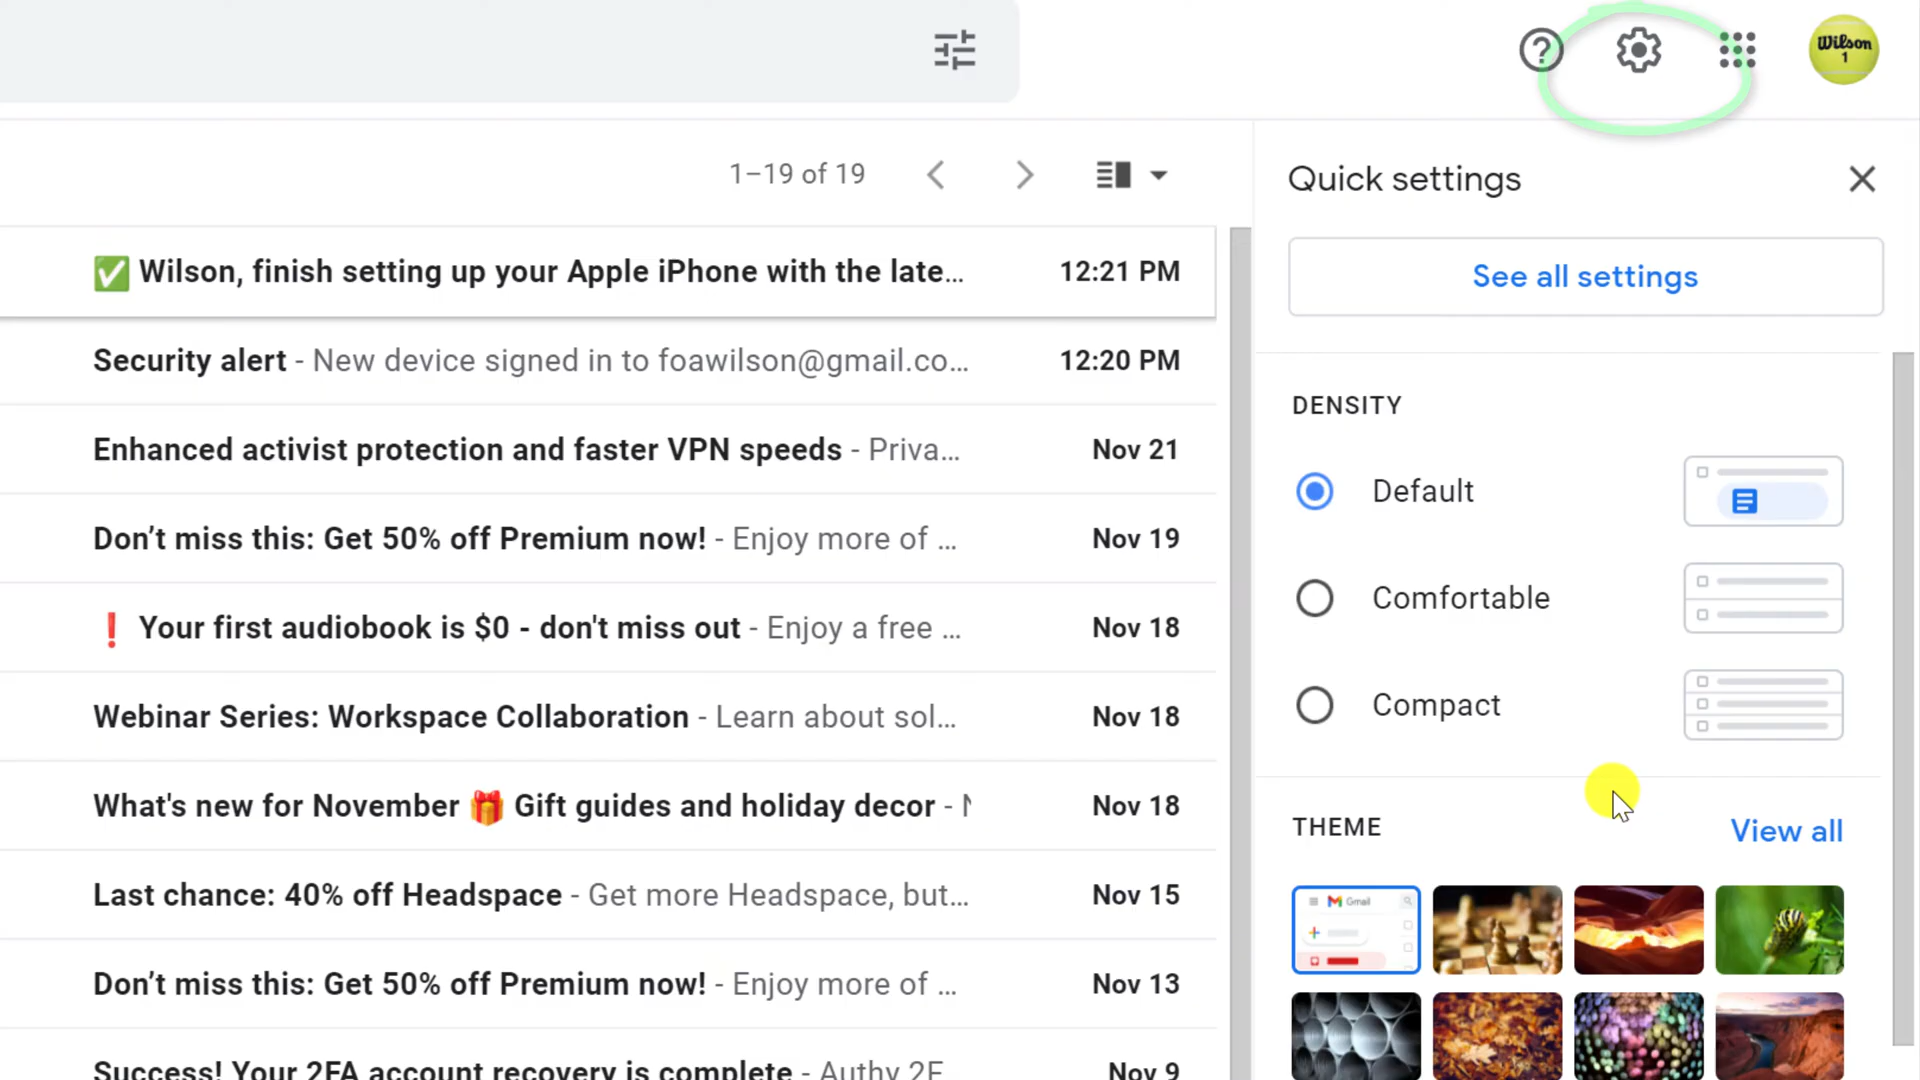 Wilson
1
1–19 of 19
Quick settings
See all settings
✅ Wilson, finish setting up your Apple iPhone with the late… 12:21 PM
Security alert - New device signed in to foawilson@gmail.co… 12:20 PM
Enhanced activist protection and faster VPN speeds - Priva… Nov 21
Don’t miss this: Get 50% off Premium now! - Enjoy more of … Nov 19
❗ Your first audiobook is $0 - don't miss out - Enjoy a free … Nov 18
Webinar Series: Workspace Collaboration - Learn about sol… Nov 18
What's new for November 🎁 Gift guides and holiday decor - Nov 18
Last chance: 40% off Headspace - Get more Headspace, but… Nov 15
Don’t miss this: Get 50% off Premium now! - Enjoy more of … Nov 13
Success! Your 2FA account recovery is complete - Authy 2F Nov 9
DENSITY
Default
Comfortable
Compact
THEME
View all
Gmail